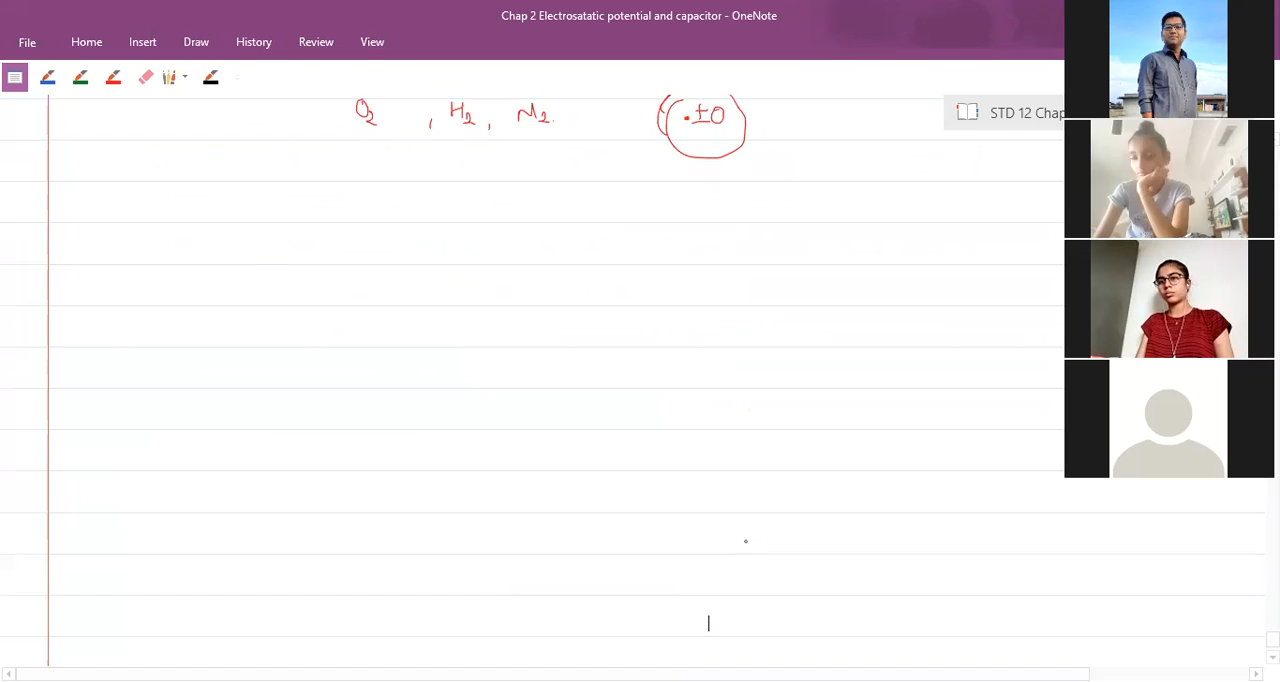 Chap 2 Electrosatatic potential and capacitor - OneNote
File Home Insert Draw History Review View
O2 , H2 , N2. ±0
STD 12 Chap